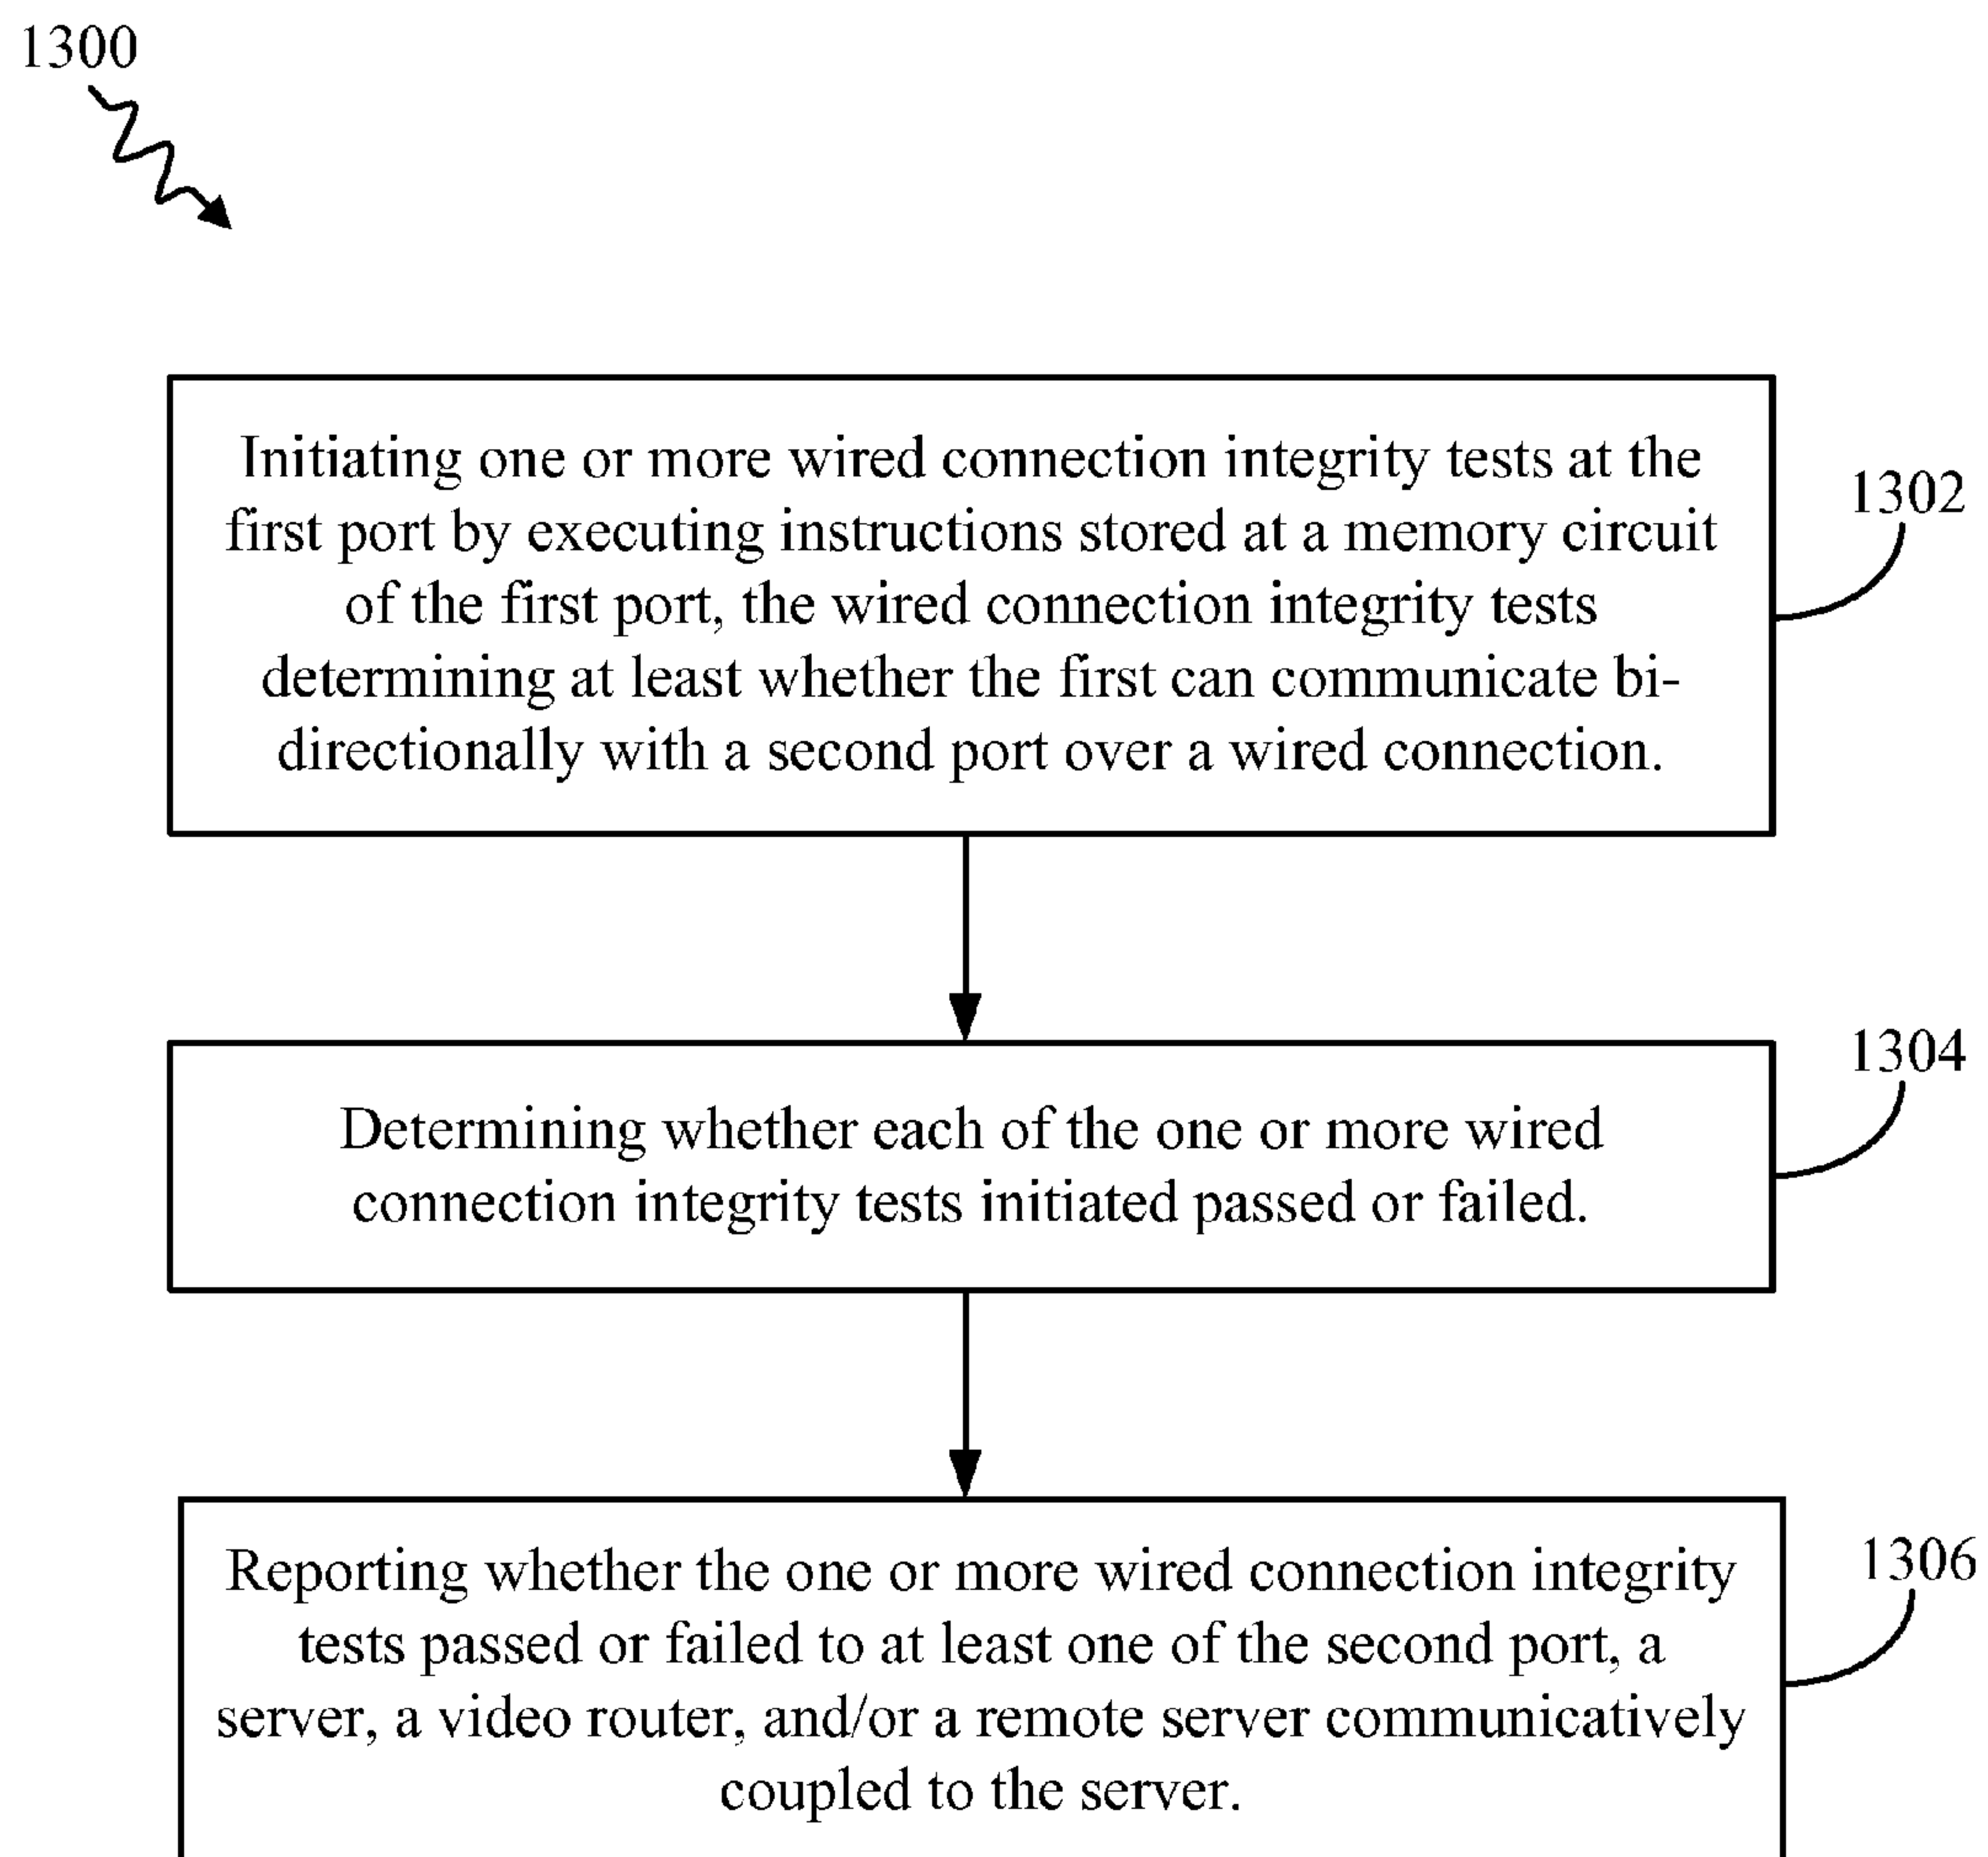 1300
Initiating one or more wired connection integrity tests at the
first port by executing instructions stored at a memory circuit
of the first port, the wired connection integrity tests
determining at least whether the first can communicate bi-
directionally with a second port over a wired connection.
1302
Determining whether each of the one or more wired
connection integrity tests initiated passed or failed.
1304
Reporting whether the one or more wired connection integrity
tests passed or failed to at least one of the second port, a
server, a video router, and/or a remote server communicatively
coupled to the server.
1306